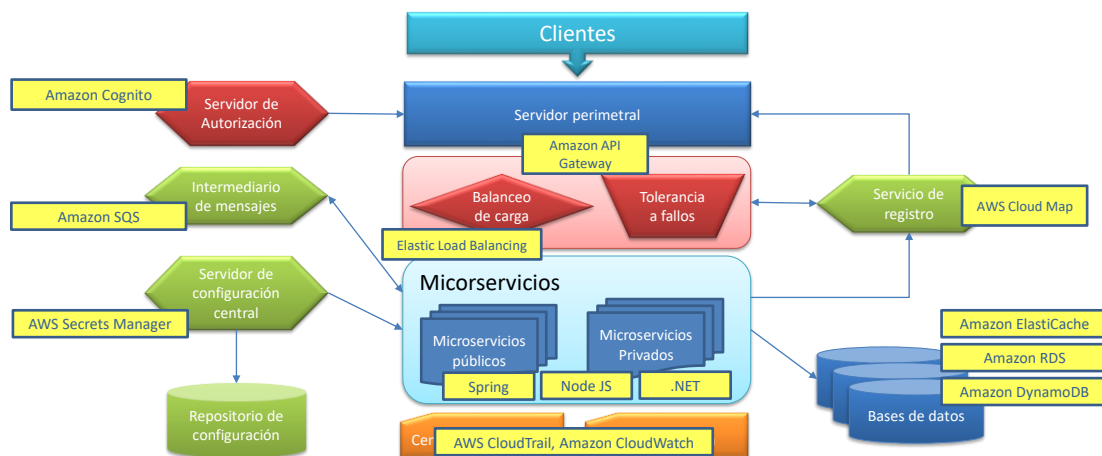 Clientes
Amazon Cognito
Servidor de
Autorización
Servidor perimetral
Amazon API
Gateway
Intermediario
de mensajes
Amazon SQS
Balanceo
de carga
Tolerancia
a fallos
Elastic Load Balancing
Servicio de
registro
AWS Cloud Map
Servidor de
configuración
central
AWS Secrets Manager
Micorservicios
Microservicios
públicos
Microservicios
Privados
Spring
Node JS
.NET
Amazon ElastiCache
Amazon RDS
Amazon DynamoDB
Bases de datos
Repositorio de
configuración
AWS CloudTrail, Amazon CloudWatch